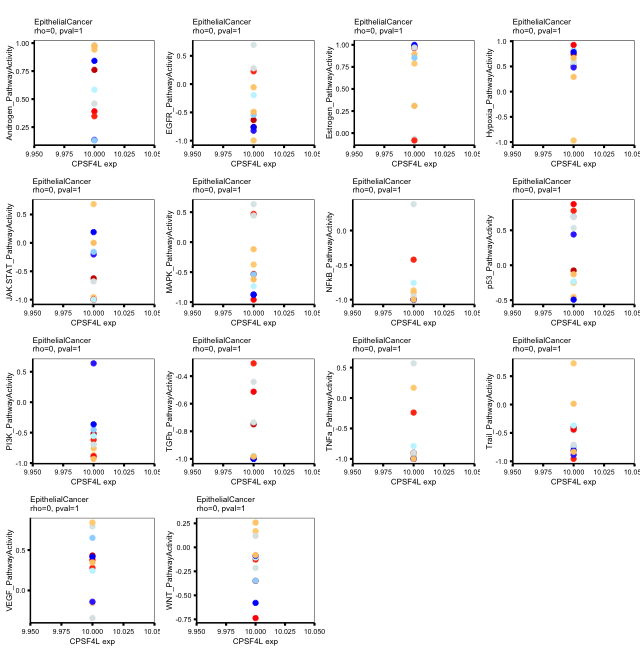 EpithelialCancer
rho=0, pval=1
Androgen_PathwayActivity
1.00
0.75
0.50
0.25
9.950 9.975 10.000 10.025 10.05
CPSF4L exp
EpithelialCancer
rho=0, pval=1
EGFR_PathwayActivity
0.5
0.0
-0.5
-1.0
9.950 9.975 10.000 10.025 10.05
CPSF4L exp
EpithelialCancer
rho=0, pval=1
Estrogen_PathwayActivity
1.00
0.75
0.50
0.25
0.00
9.950 9.975 10.000 10.025 10.05
CPSF4L exp
EpithelialCancer
rho=0, pval=1
Hypoxia_PathwayActivity
1.0
0.5
0.0
-0.5
-1.0
9.950 9.975 10.000 10.025 10.05
CPSF4L exp
EpithelialCancer
rho=0, pval=1
JAK.STAT_PathwayActivity
0.5
0.0
-0.5
-1.0
9.950 9.975 10.000 10.025 10.05
CPSF4L exp
EpithelialCancer
rho=0, pval=1
MAPK_PathwayActivity
0.5
0.0
-0.5
-1.0
9.950 9.975 10.000 10.025 10.05
CPSF4L exp
EpithelialCancer
rho=0, pval=1
NFkB_PathwayActivity
0.0
-0.5
-1.0
9.950 9.975 10.000 10.025 10.05
CPSF4L exp
EpithelialCancer
rho=0, pval=1
p53_PathwayActivity
0.5
0.0
-0.5
9.950 9.975 10.000 10.025 10.05
CPSF4L exp
EpithelialCancer
rho=0, pval=1
PI3K_PathwayActivity
0.5
0.0
-0.5
-1.0
9.950 9.975 10.000 10.025 10.05
CPSF4L exp
EpithelialCancer
rho=0, pval=1
TGFb_PathwayActivity
-0.4
-0.6
-0.8
-1.0
9.950 9.975 10.000 10.025 10.05
CPSF4L exp
EpithelialCancer
rho=0, pval=1
TNFa_PathwayActivity
0.5
0.0
-0.5
-1.0
9.950 9.975 10.000 10.025 10.05
CPSF4L exp
EpithelialCancer
rho=0, pval=1
Trail_PathwayActivity
0.5
0.0
-0.5
-1.0
9.950 9.975 10.000 10.025 10.05
CPSF4L exp
EpithelialCancer
rho=0, pval=1
VEGF_PathwayActivity
0.5
0.0
9.950 9.975 10.000 10.025 10.05
CPSF4L exp
EpithelialCancer
rho=0, pval=1
WNT_PathwayActivity
0.25
0.00
-0.25
-0.50
-0.75
9.950 9.975 10.000 10.025 10.050
CPSF4L exp